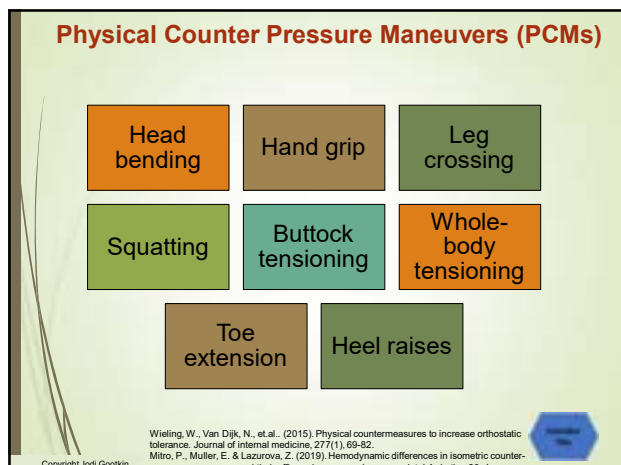 Physical Counter Pressure Maneuvers (PCMs)
Head
bending
Hand grip
Leg
crossing
Squatting
Buttock
tensioning
Whole-
body
tensioning
Toe
extension
Heel raises
Wieling, W., Van Dijk, N., et.al.. (2015). Physical countermeasures to increase orthostatic
tolerance. Journal of internal medicine, 277(1), 69-82.
Mitro, P., Muller, E. & Lazurova, Z. (2019). Hemodynamic differences in isometric counter-
Copyright Jodi Gootkin